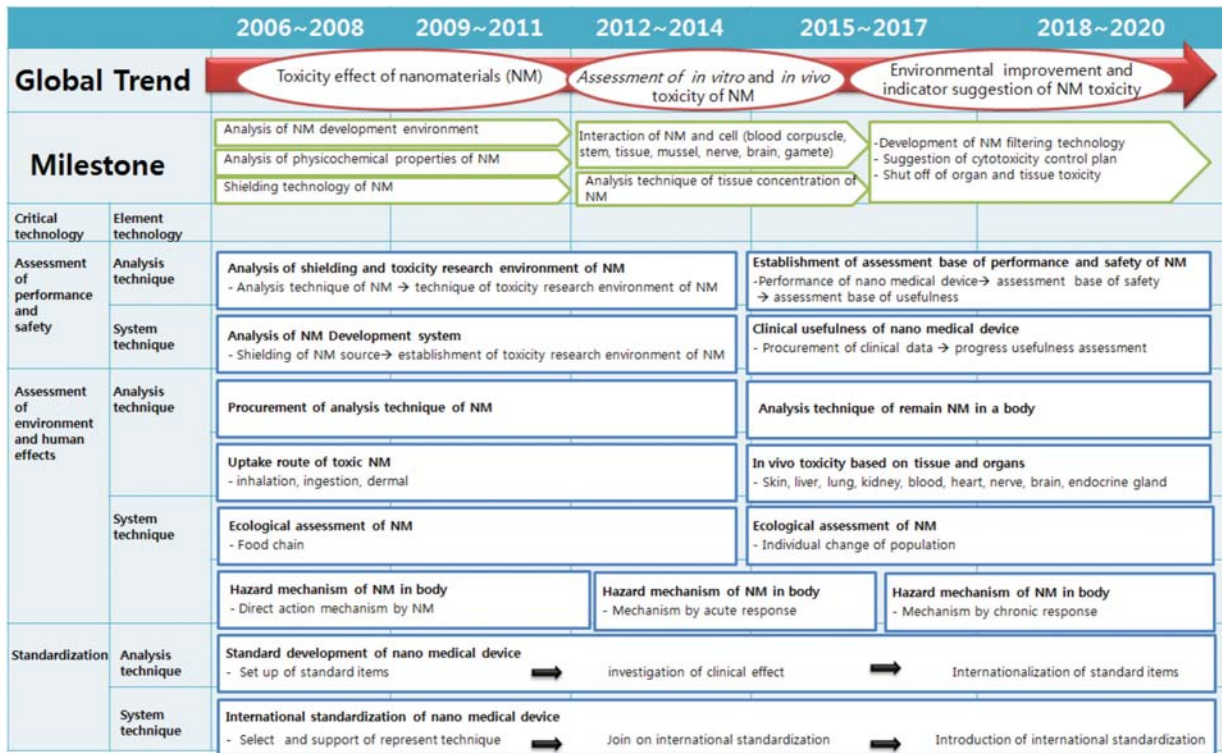 2006~2008 2009~2011 2012~2014 2015~2017 2018~2020
Global Trend
Toxicity effect of nanomaterials (NM)
Assessment of in vitro and in vivo
toxicity of NM
Environmental improvement and
indicator suggestion of NM toxicity
Milestone
Analysis of NM development environment
Analysis of physicochemical properties of NM
Shielding technology of NM
Interaction of NM and cell (blood corpuscle,
stem, tissue, mussel, nerve, brain, gamete)
Analysis technique of tissue concentration of
NM
-Development of NM filtering technology
- Suggestion of cytotoxicity control plan
- Shut off of organ and tissue toxicity
Critical
technology
Element
technology
Assessment
of
performance
and
safety
Analysis
technique
Analysis of shielding and toxicity research environment of NM
- Analysis technique of NM → technique of toxicity research environment of NM
Establishment of assessment base of performance and safety of NM
-Performance of nano medical device→ assessment base of safety
→ assessment base of usefulness
System
technique
Analysis of NM Development system
- Shielding of NM source→ establishment of toxicity research environment of NM
Clinical usefulness of nano medical device
- Procurement of clinical data → progress usefulness assessment
Assessment
of
environment
and human
effects
Analysis
technique
Procurement of analysis technique of NM
Analysis technique of remain NM in a body
Uptake route of toxic NM
- inhalation, ingestion, dermal
In vivo toxicity based on tissue and organs
- Skin, liver, lung, kidney, blood, heart, nerve, brain, endocrine gland
System
technique
Ecological assessment of NM
- Food chain
Ecological assessment of NM
- Individual change of population
Hazard mechanism of NM in body
- Direct action mechanism by NM
Hazard mechanism of NM in body
- Mechanism by acute response
Hazard mechanism of NM in body
- Mechanism by chronic response
Standardization
Analysis
technique
Standard development of nano medical device
- Set up of standard items ➡ investigation of clinical effect ➡ Internationalization of standard items
System
technique
International standardization of nano medical device
- Select and support of represent technique ➡ Join on international standardization ➡ Introduction of international standardization